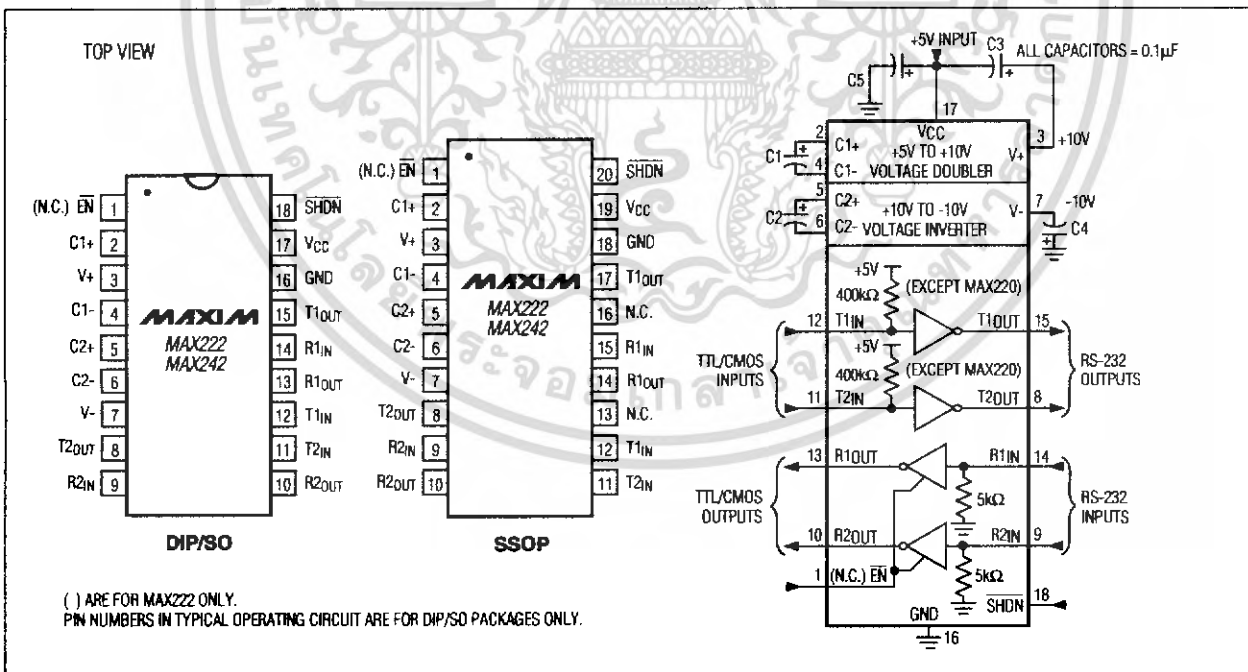 TOP VIEW
DIP/SO
(N.C.) E̅N̅ 1
C1+ 2
V+ 3
C1- 4
C2+ 5
C2- 6
V- 7
T2OUT 8
R2IN 9
MAXIM
MAX222
MAX242
18 S̅H̅D̅N̅
17 VCC
16 GND
15 T1OUT
14 R1IN
13 R1OUT
12 T1IN
11 T2IN
10 R2OUT
SSOP
(N.C.) E̅N̅ 1
C1+ 2
V+ 3
C1- 4
C2+ 5
C2- 6
V- 7
T2OUT 8
R2IN 9
R2OUT 10
MAXIM
MAX222
MAX242
20 S̅H̅D̅N̅
19 VCC
18 GND
17 T1OUT
16 N.C.
15 R1IN
14 R1OUT
13 N.C.
12 T1IN
11 T2IN
+5V INPUT
C3
ALL CAPACITORS = 0.1µF
C5
17
VCC
2 C1+
C1
4 C1-
+5V TO +10V
VOLTAGE DOUBLER
V+ 3 +10V
5 C2+
C2
6 C2-
+10V TO -10V
VOLTAGE INVERTER
V- 7 -10V
C4
+5V
400kΩ (EXCEPT MAX220)
12 T1IN T1OUT 15
+5V
400kΩ (EXCEPT MAX220)
11 T2IN T2OUT 8
TTL/CMOS
INPUTS
RS-232
OUTPUTS
13 R1OUT R1IN 14
5kΩ
10 R2OUT R2IN 9
5kΩ
TTL/CMOS
OUTPUTS
RS-232
INPUTS
1 (N.C.) E̅N̅
S̅H̅D̅N̅ 18
GND
16
( ) ARE FOR MAX222 ONLY.
PIN NUMBERS IN TYPICAL OPERATING CIRCUIT ARE FOR DIP/SO PACKAGES ONLY.